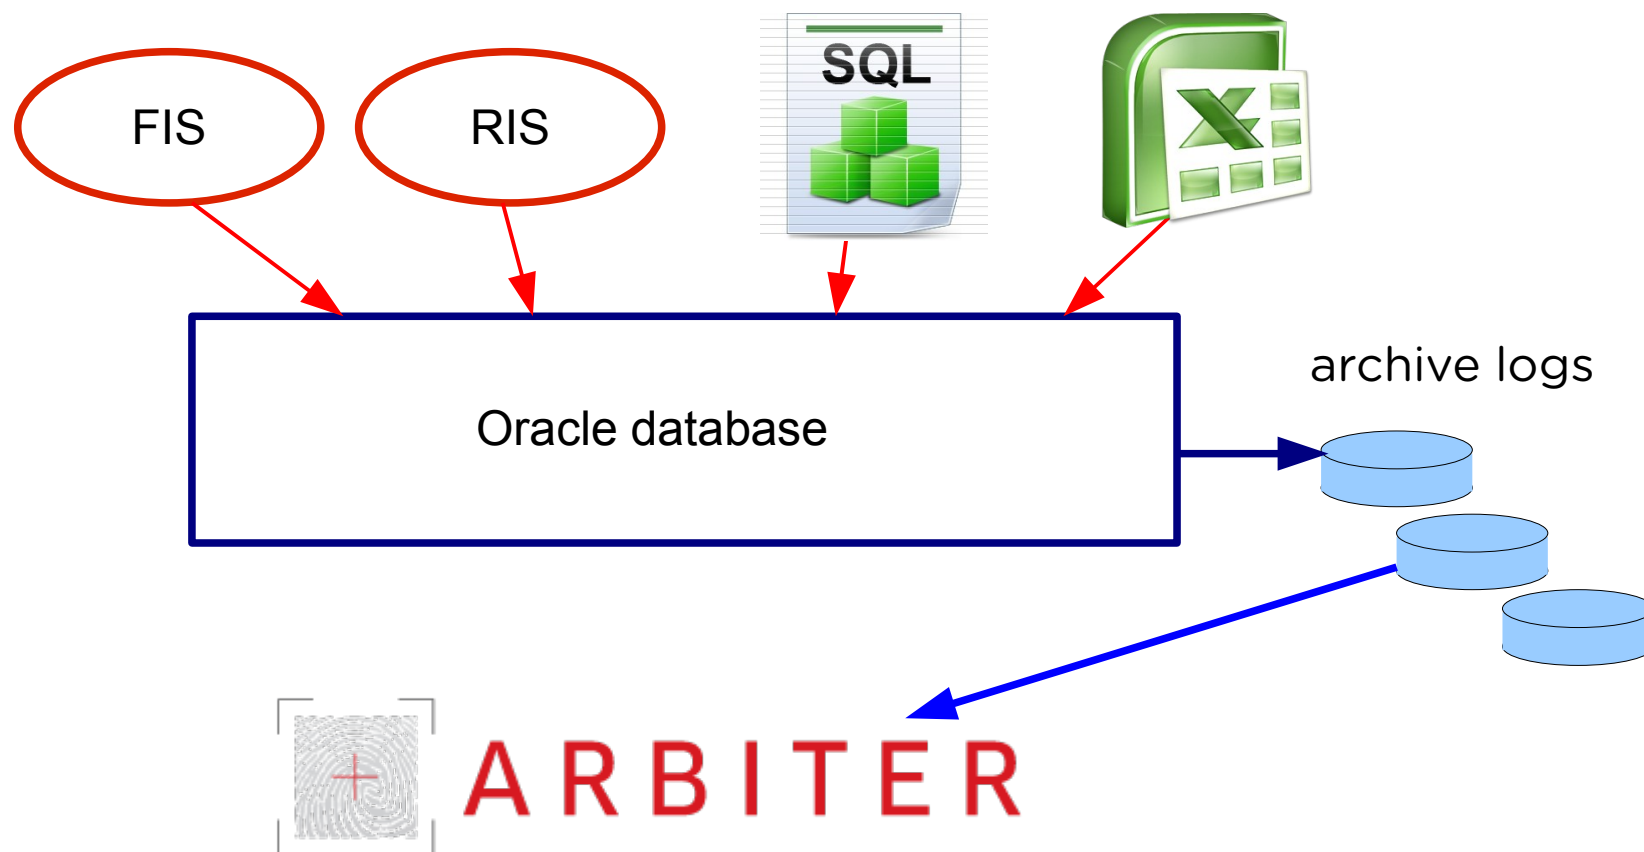 FIS
RIS
SQL
X
Oracle database
archive logs
ARBITER